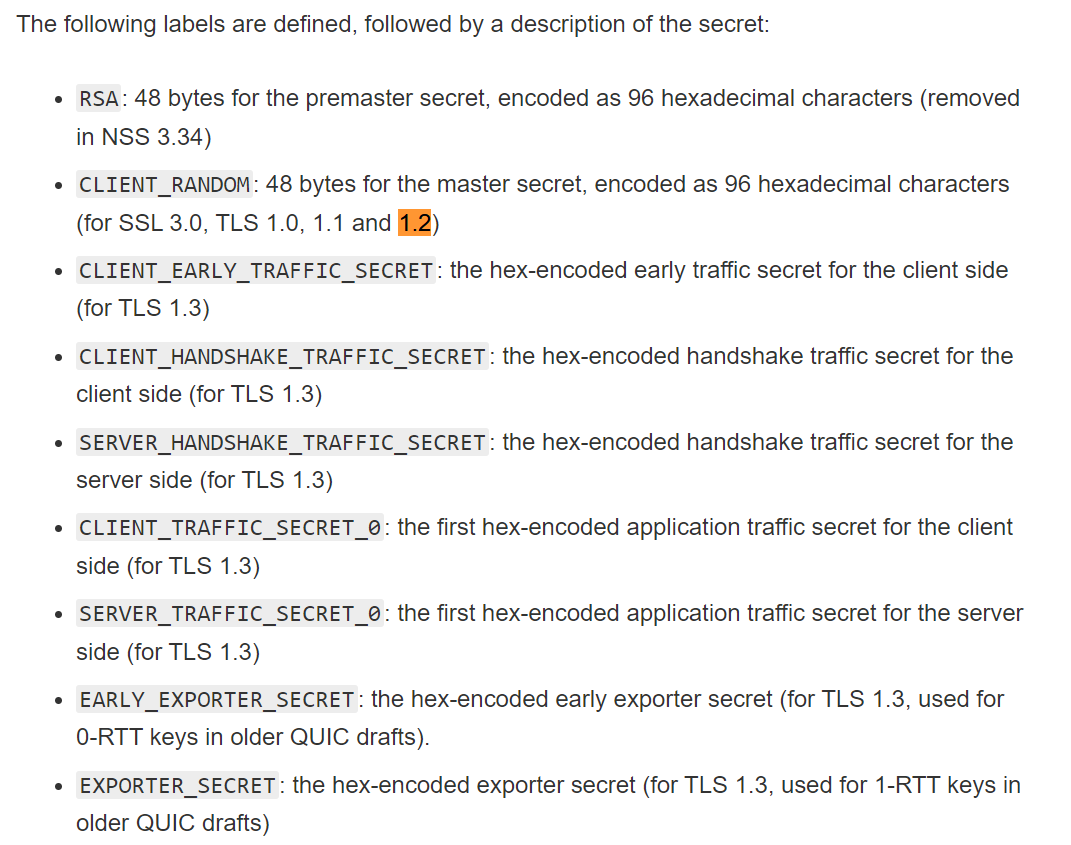 The following labels are defined, followed by a description of the secret:
• RSA: 48 bytes for the premaster secret, encoded as 96 hexadecimal characters (removed
in NSS 3.34)
• CLIENT_RANDOM: 48 bytes for the master secret, encoded as 96 hexadecimal characters
(for SSL 3.0, TLS 1.0, 1.1 and 1.2)
• CLIENT_EARLY_TRAFFIC_SECRET: the hex-encoded early traffic secret for the client side
(for TLS 1.3)
• CLIENT_HANDSHAKE_TRAFFIC_SECRET: the hex-encoded handshake traffic secret for the
client side (for TLS 1.3)
• SERVER_HANDSHAKE_TRAFFIC_SECRET: the hex-encoded handshake traffic secret for the
server side (for TLS 1.3)
• CLIENT_TRAFFIC_SECRET_0: the first hex-encoded application traffic secret for the client
side (for TLS 1.3)
• SERVER_TRAFFIC_SECRET_0: the first hex-encoded application traffic secret for the server
side (for TLS 1.3)
• EARLY_EXPORTER_SECRET: the hex-encoded early exporter secret (for TLS 1.3, used for
0-RTT keys in older QUIC drafts).
• EXPORTER_SECRET: the hex-encoded exporter secret (for TLS 1.3, used for 1-RTT keys in
older QUIC drafts)